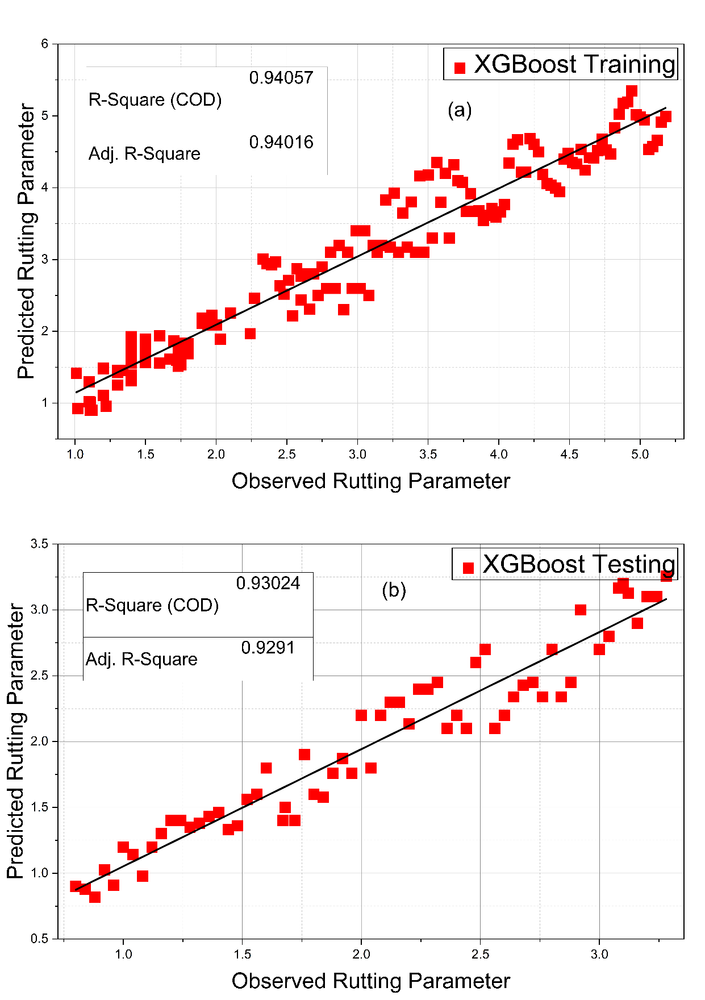 XGBoost Training
0.94057
R-Square (COD)
(a)
0.94016
Adj. R-Square
6
5
4
3
2
1
Predicted Rutting Parameter
1.0 1.5 2.0 2.5 3.0 3.5 4.0 4.5 5.0
Observed Rutting Parameter
XGBoost Testing
0.93024
R-Square (COD)
(b)
0.9291
Adj. R-Square
3.5
3.0
2.5
2.0
1.5
1.0
0.5
Predicted Rutting Parameter
1.0 1.5 2.0 2.5 3.0
Observed Rutting Parameter